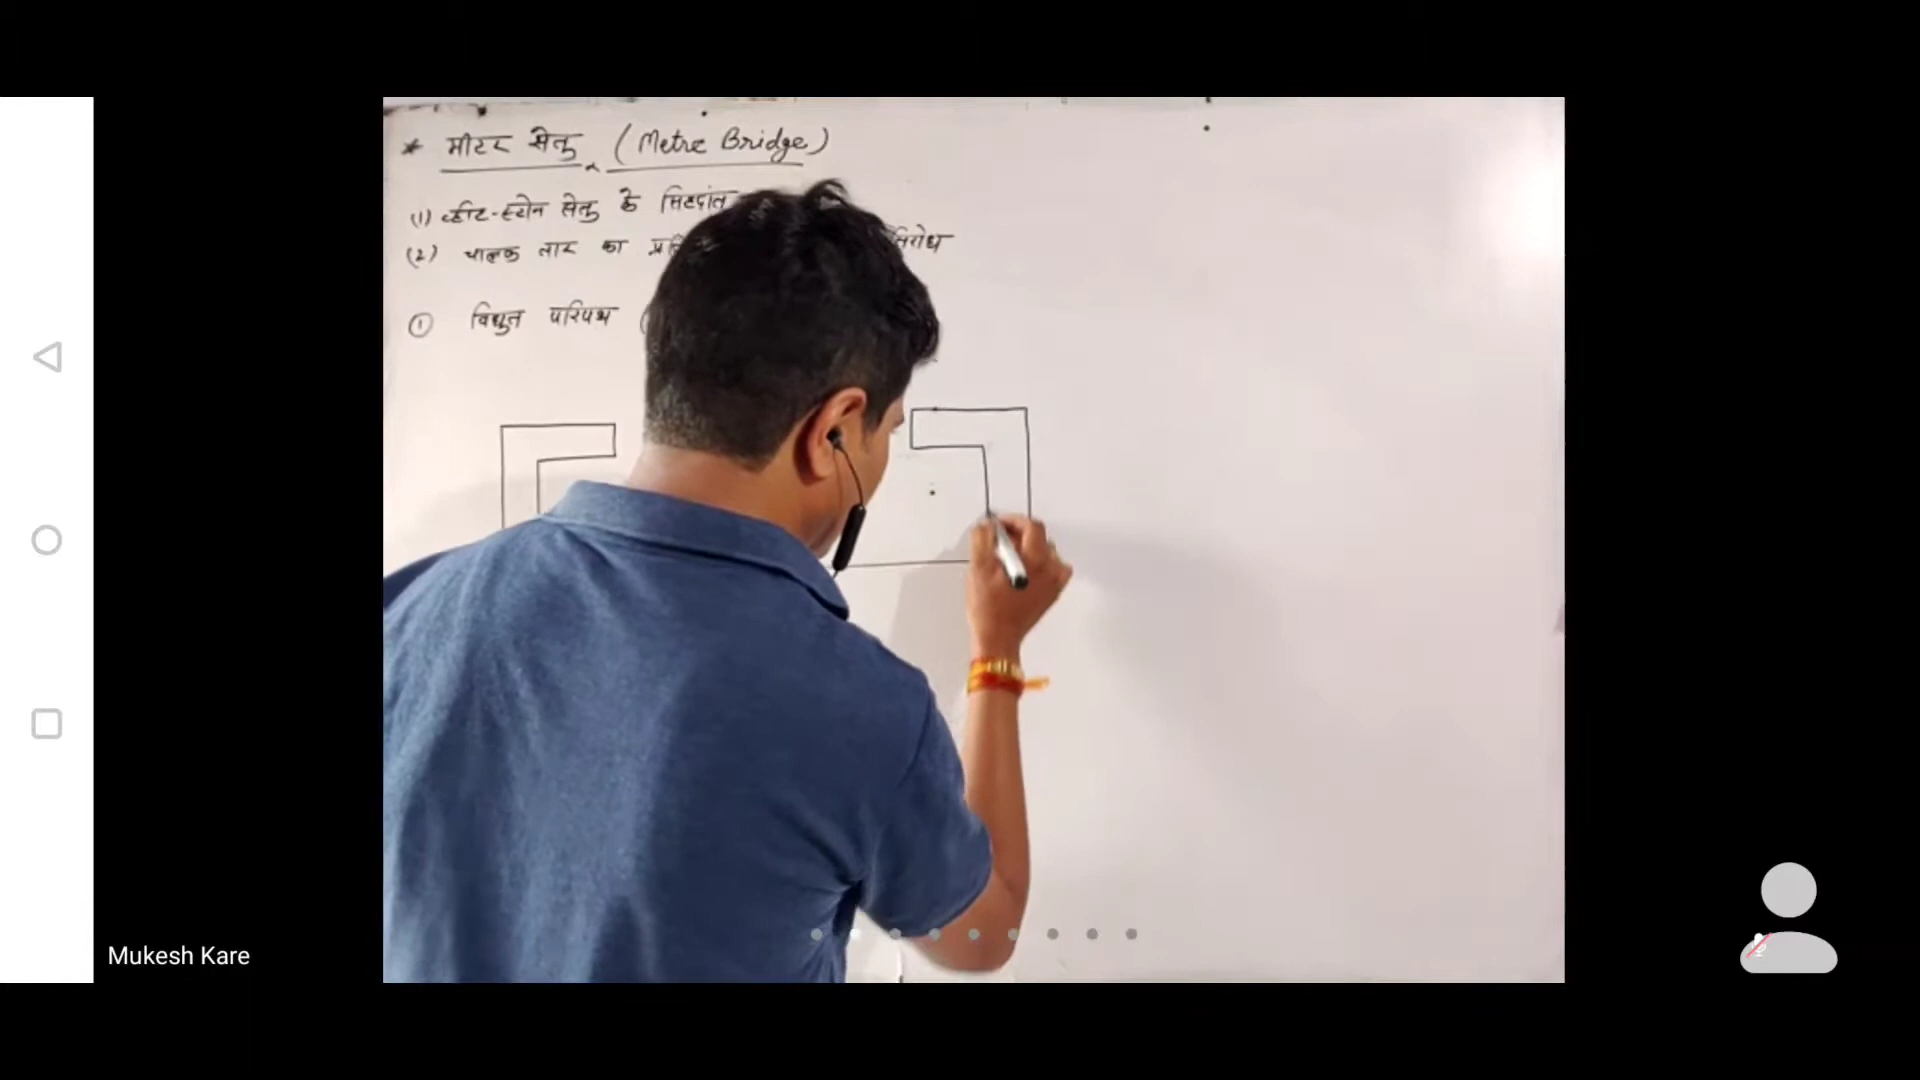 * मीटर सेतु (Metre Bridge)
(1) व्हीट-स्टोन सेतु के सिद्धांत
(2) चालक तार का
① विद्युत परिपथ (
Mukesh Kare